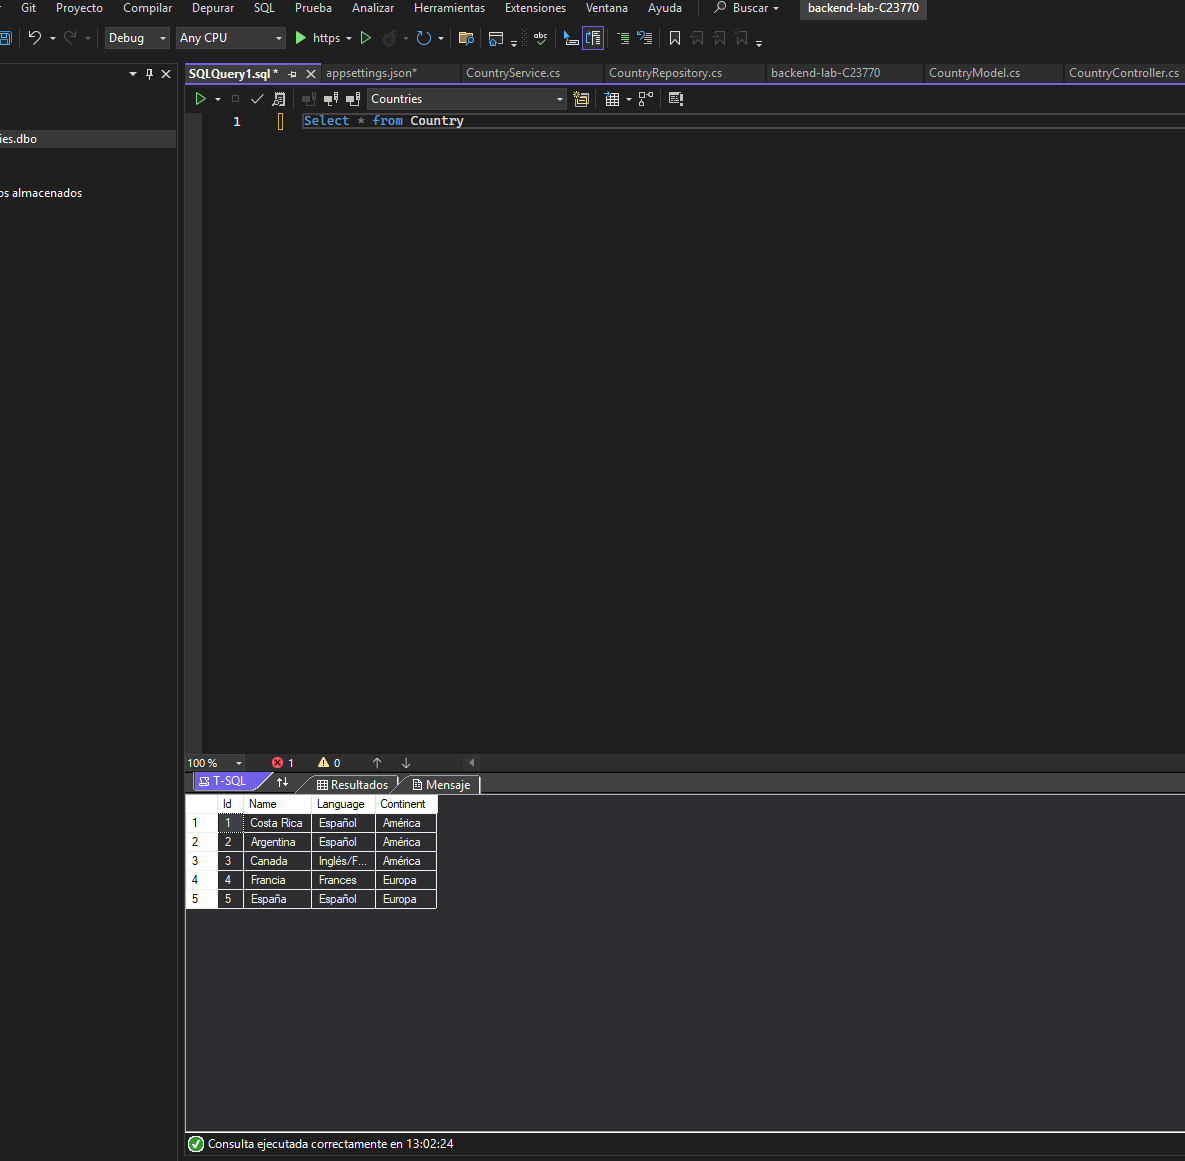 Git Proyecto Compilar Depurar SQL Prueba Analizar Herramientas Extensiones Ventana Ayuda Buscar backend-lab-C23770
Debug Any CPU https
SQLQuery1.sql * appsettings.json* CountryService.cs CountryRepository.cs backend-lab-C23770 CountryModel.cs CountryController.cs
Countries
1 Select * from Country
ies.dbo
os almacenados
100 % 1 0
T-SQL Resultados Mensaje
Id Name Language Continent
1 1 Costa Rica Español América
2 2 Argentina Español América
3 3 Canada Inglés/F... América
4 4 Francia Frances Europa
5 5 España Español Europa
Consulta ejecutada correctamente en 13:02:24